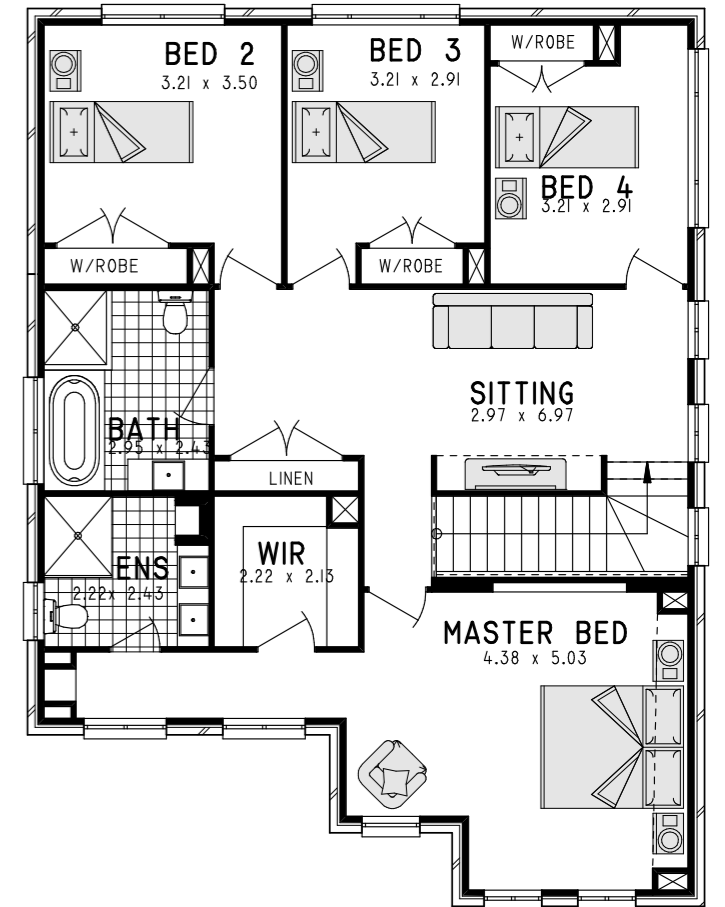 BED 2
3.21 x 3.50
BED 3
3.21 x 2.91
W/ROBE
BED 4
3.21 x 2.91
W/ROBE
W/ROBE
SITTING
2.97 x 6.97
BATH
2.95 x 2.43
LINEN
ENS
2.22x 2.43
WIR
2.22 x 2.13
MASTER BED
4.38 x 5.03